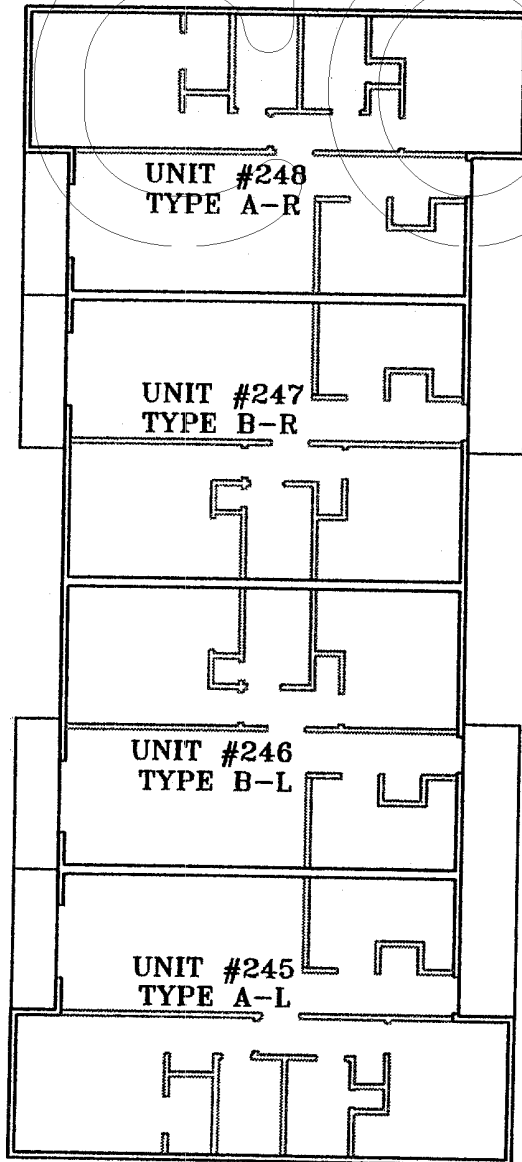 UNIT #248
TYPE A-R
UNIT #247
TYPE B-R
UNIT #246
TYPE B-L
UNIT #245
TYPE A-L